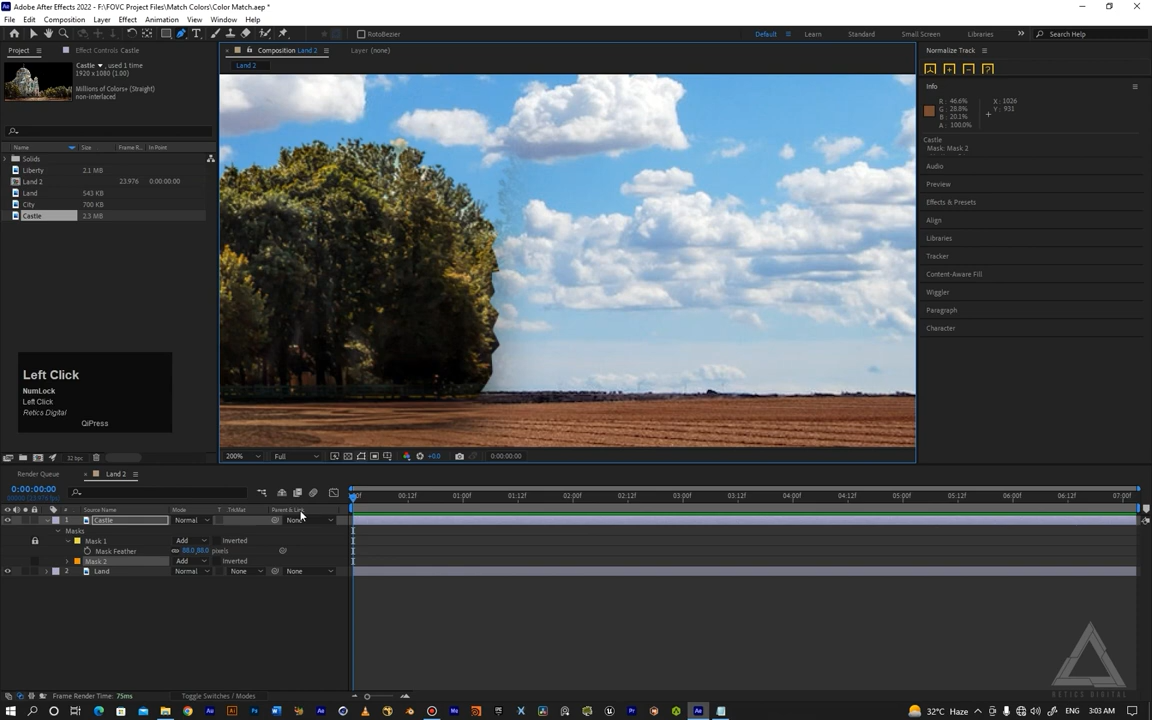 Adobe After Effects 2022 - F:\FOVC Project Files\Match Colors\Color Match.aep *
File Edit Composition Layer Effect Animation View Window Help
RotoBezier Default Learn Standard Small Screen Libraries Search Help
Project Effect Controls Castle Composition Land 2 Layer (none) Normalize Track
Land 2
Castle , used 1 time
1920 x 1080 (1.00)
Millions of Colors+ (Straight)
non-interlaced
Info
R : 46.6%
G : 28.8%
B : 20.1%
A : 100.0%
X : 1026
Y : 931
Castle
Mask: Mask 2
Name Size Frame R... In Point
Solids
Liberty 2.1 MB
Land 2 23.976 0:00:00:00
Land 543 KB
City 700 KB
Castle 2.3 MB
Audio
Preview
Effects & Presets
Align
Libraries
Tracker
Content-Aware Fill
Wiggler
Paragraph
Character
Left Click
NumLock
Left Click
Retics Digital
QiPress
32 bpc
200% Full +0.0 0:00:00:00
Render Queue Land 2
0:00:00:00
# Source Name Mode T .TrkMat Parent & Link
00:12f 01:00f 01:12f 02:00f 02:12f 03:00f 03:12f 04:00f 04:12f 05:00f 05:12f 06:00f 06:12f 07:00f
1 Castle Normal None
Masks
Mask 1 Add Inverted
Mask Feather 88.0,88.0 pixels
Mask 2 Add Inverted
2 Land Normal None None
Frame Render Time: 75ms Toggle Switches / Modes
RETICS DIGITAL
32°C Haze ENG 3:03 AM